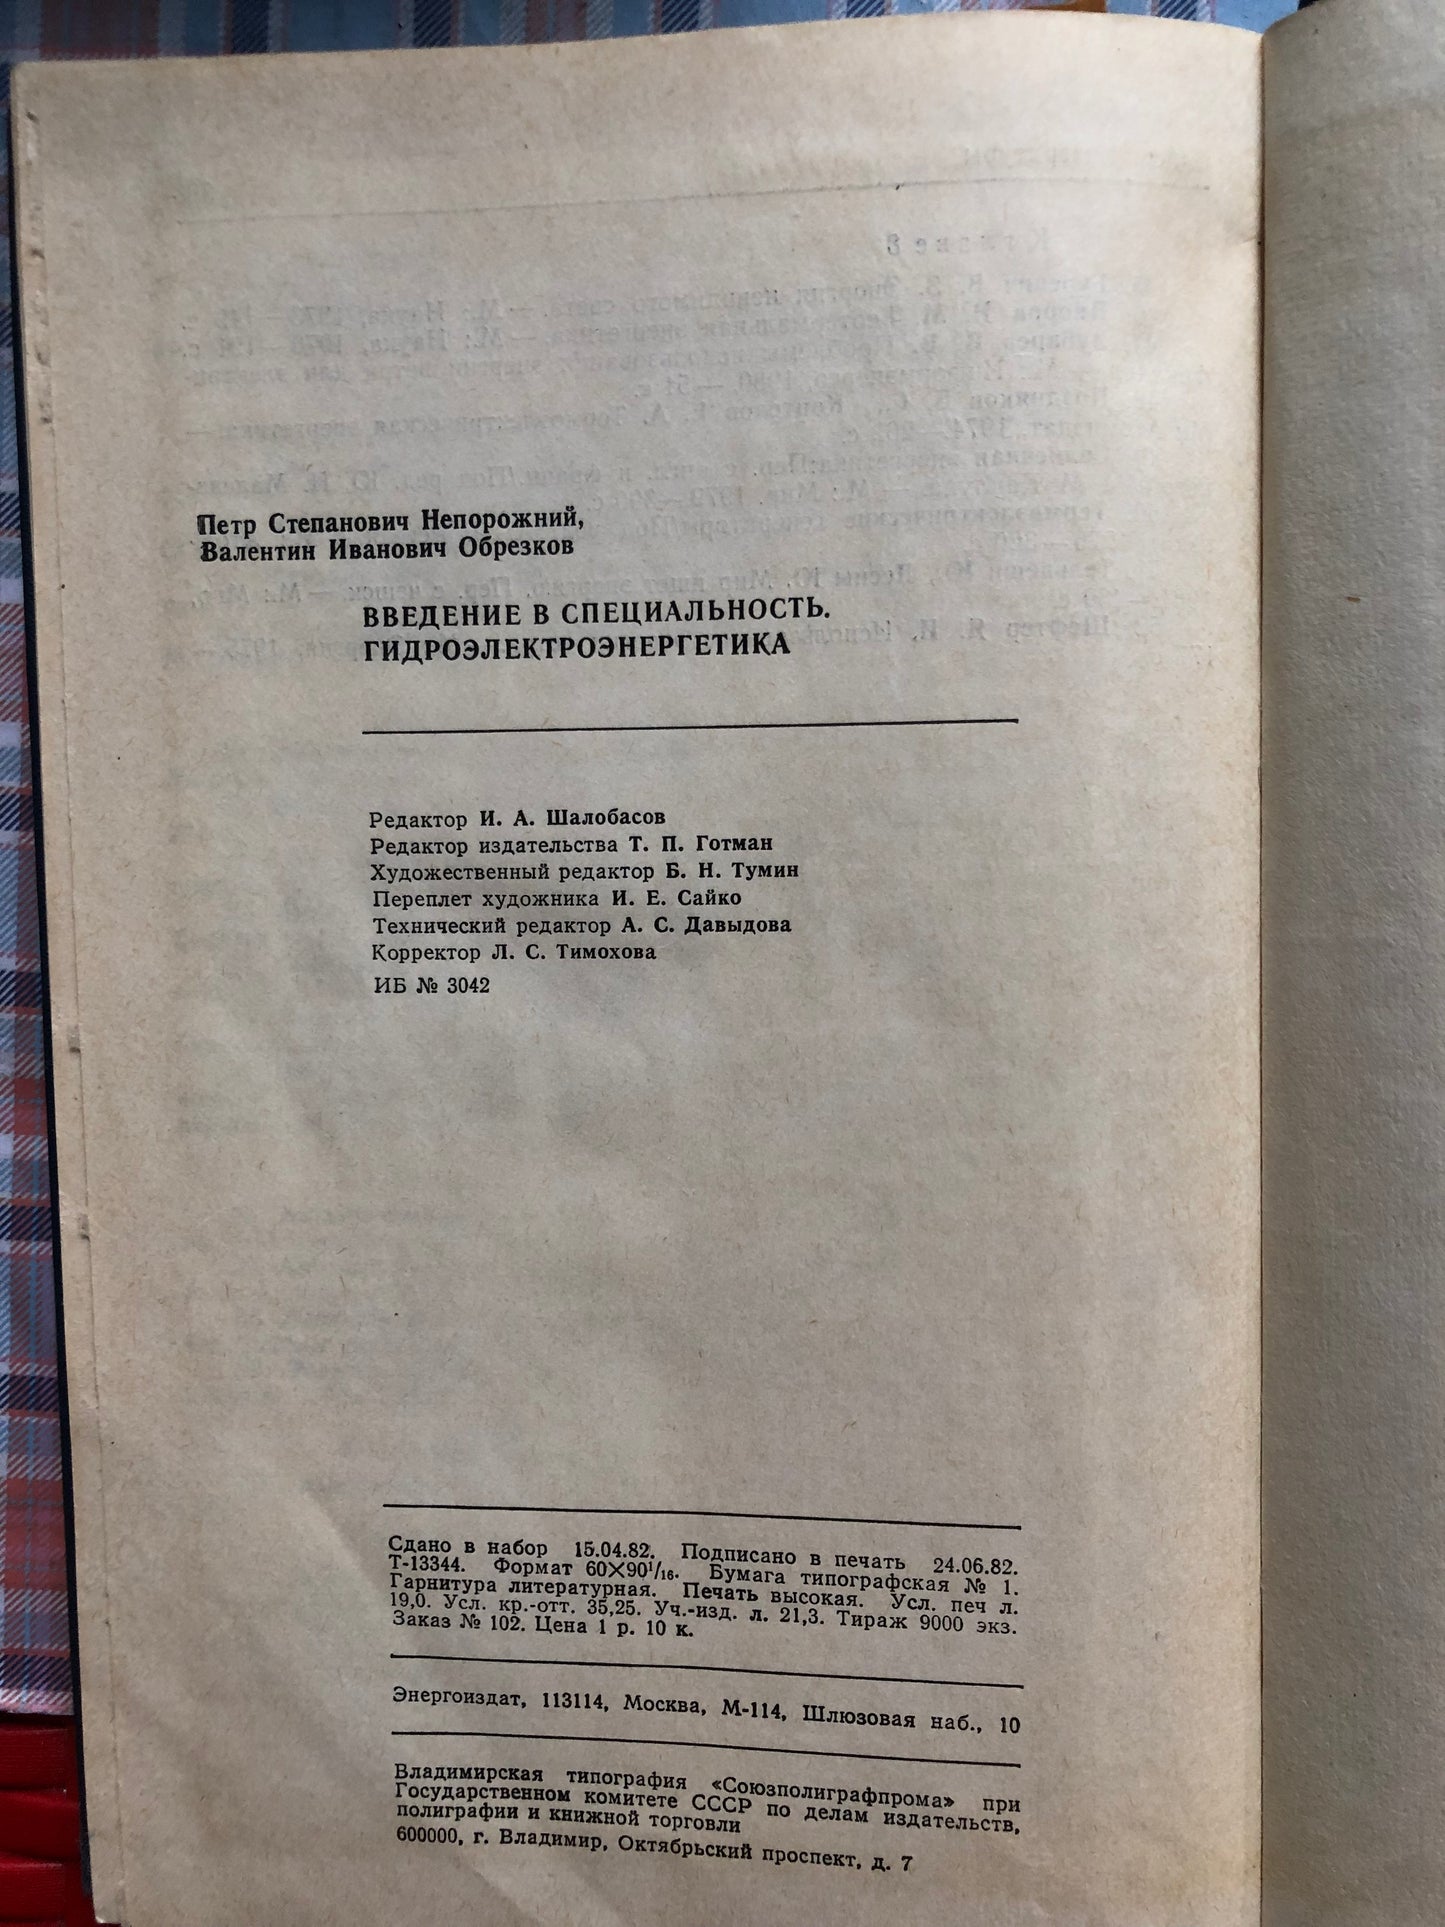 Петр Степанович Непорожний,
Валентин Иванович Обрезков
ВВЕДЕНИЕ В СПЕЦИАЛЬНОСТЬ.
ГИДРОЭЛЕКТРОЭНЕРГЕТИКА
Редактор И. А. Шалобасов
Редактор издательства Т. П. Готман
Художественный редактор Б. Н. Тумин
Переплет художника И. Е. Сайко
Технический редактор А. С. Давыдова
Корректор Л. С. Тимохова
ИБ № 3042
Сдано в набор 15.04.82. Подписано в печать 24.06.82.
Т-13344. Формат 60×90¹/₁₆. Бумага типографская № 1.
Гарнитура литературная. Печать высокая. Усл. печ л.
19,0. Усл. кр.-отт. 35,25. Уч.-изд. л. 21,3. Тираж 9000 экз.
Заказ № 102. Цена 1 р. 10 к.
Энергоиздат, 113114, Москва, М-114, Шлюзовая наб., 10
Владимирская типография «Союзполиграфпрома» при
Государственном комитете СССР по делам издательств,
полиграфии и книжной торговли
600000, г. Владимир, Октябрьский проспект, д. 7